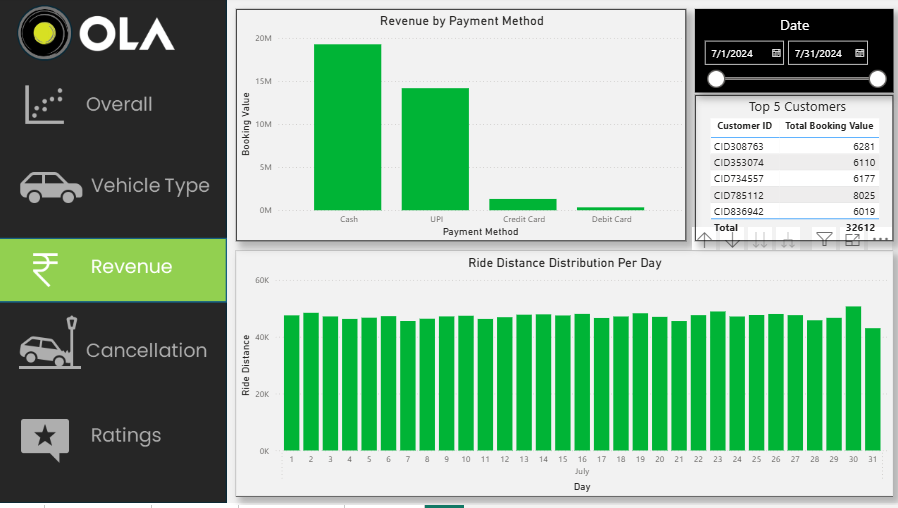 OLA
Overall
Vehicle Type
Revenue
Cancellation
Ratings
Revenue by Payment Method
Booking Value
20M
15M
10M
5M
0M
Cash UPI Credit Card Debit Card
Payment Method
Date
7/1/2024 7/31/2024
Top 5 Customers
Customer ID Total Booking Value
CID308763 6281
CID353074 6110
CID734557 6177
CID785112 8025
CID836942 6019
Total 32612
Ride Distance Distribution Per Day
Ride Distance
60K
40K
20K
0K
1 2 3 4 5 6 7 8 9 10 11 12 13 14 15 16 17 18 19 20 21 22 23 24 25 26 27 28 29 30 31
July
Day